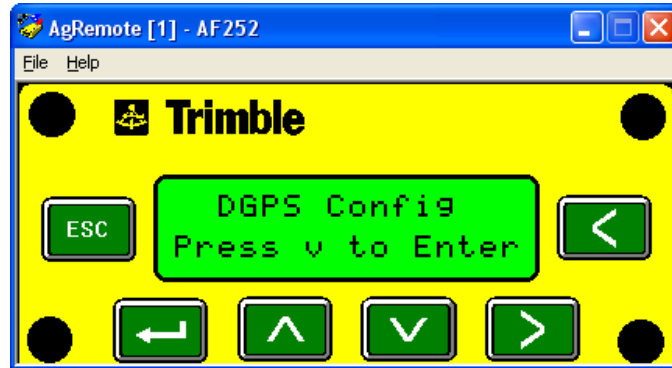 AgRemote [1] - AF252
File Help
Trimble
DGPS Config
ESC
Press v to Enter